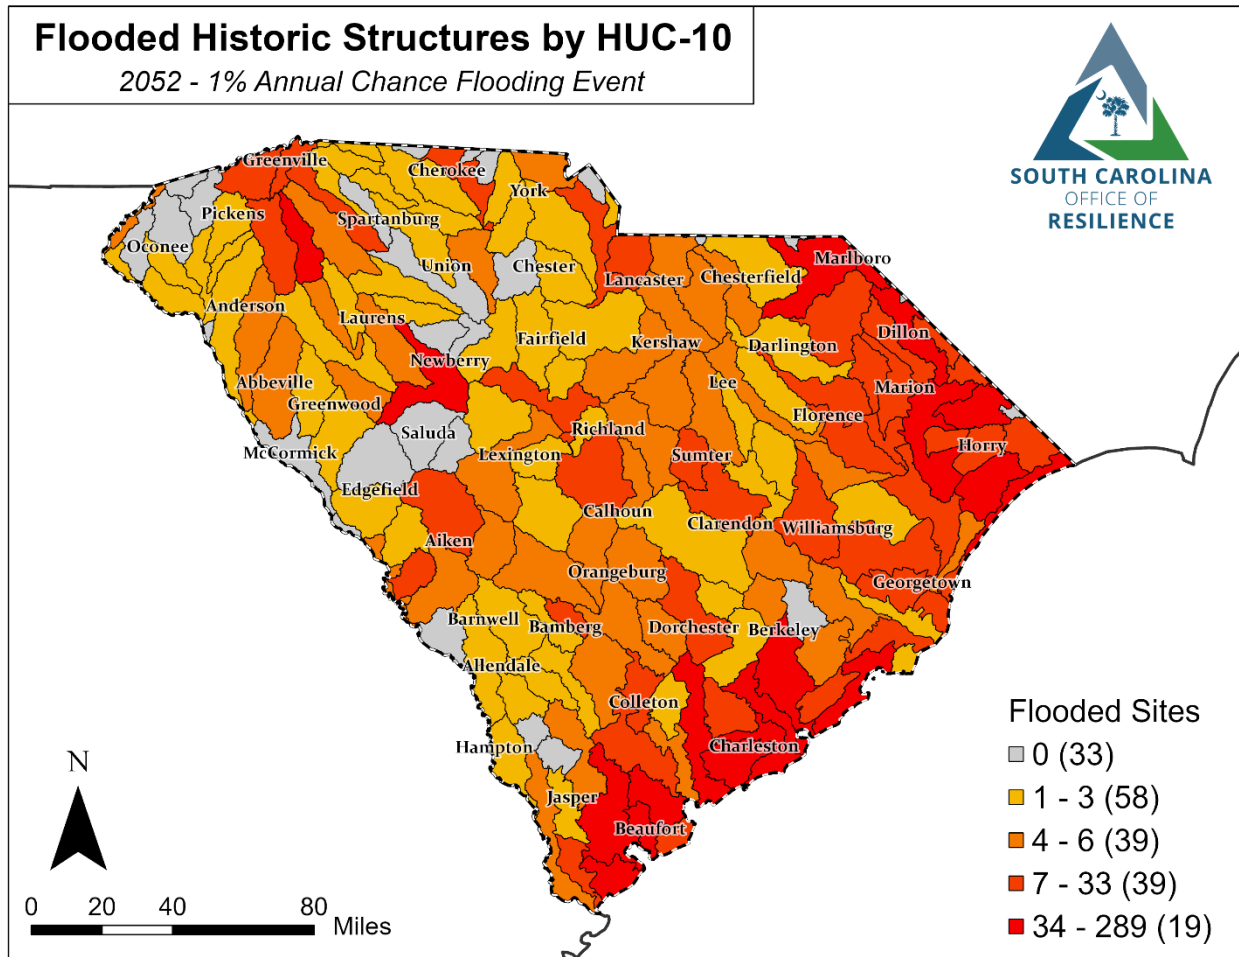 Flooded Historic Structures by HUC-10
2052 - 1% Annual Chance Flooding Event
SOUTH CAROLINA
OFFICE OF
RESILIENCE
Greenville
Cherokee
York
Pickens
Spartanburg
Oconee
Union
Chester
Lancaster
Chesterfield
Marlboro
Anderson
Laurens
Fairfield
Kershaw
Darlington
Dillon
Newberry
Abbeville
Greenwood
Lee
Marion
Florence
McCormick
Saluda
Richland
Lexington
Sumter
Horry
Edgefield
Calhoun
Clarendon
Williamsburg
Aiken
Orangeburg
Georgetown
Barnwell
Bamberg
Dorchester
Berkeley
Allendale
Colleton
Hampton
Charleston
Jasper
Beaufort
Flooded Sites
0 (33)
1 - 3 (58)
4 - 6 (39)
7 - 33 (39)
34 - 289 (19)
N
0 20 40 80 Miles